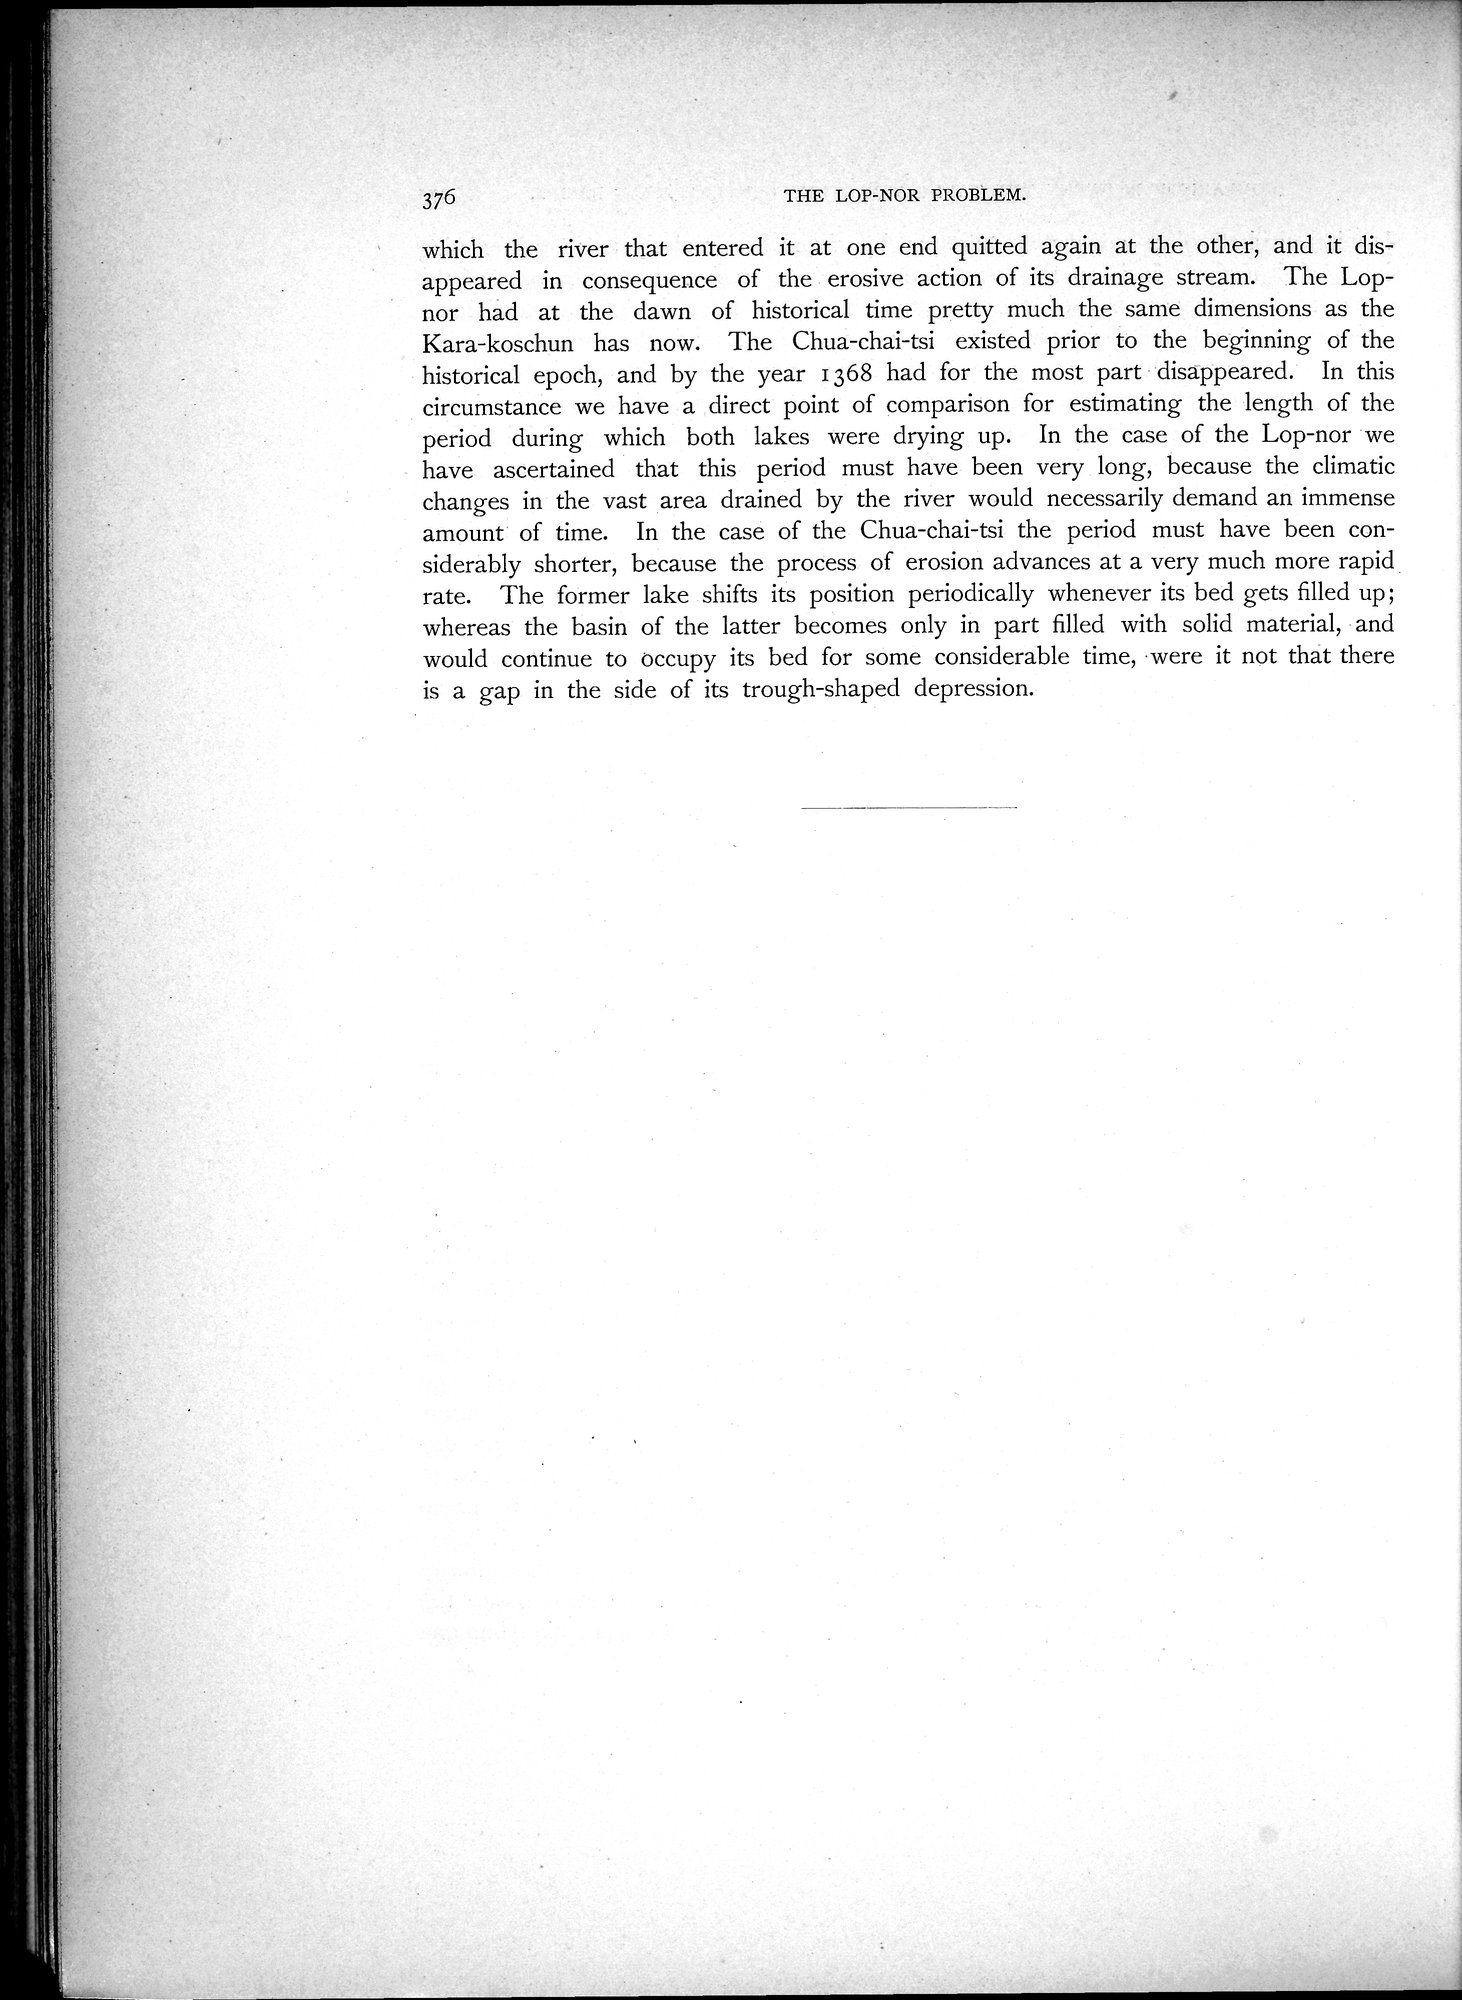 376
THE LOP-NOR PROBLEM.
which the river that entered it at one end quitted again at the other, and it dis-
appeared in consequence of the erosive action of its drainage stream. The Lop-
nor had at the dawn of historical time pretty much the same dimensions as the
Kara-koschun has now. The Chua-chai-tsi existed prior to the beginning of the
historical epoch, and by the year 1368 had for the most part disappeared. In this
circumstance we have a direct point of comparison for estimating the length of the
period during which both lakes were drying up. In the case of the Lop-nor we
have ascertained that this period must have been very long, because the climatic
changes in the vast area drained by the river would necessarily demand an immense
amount of time. In the case of the Chua-chai-tsi the period must have been con-
siderably shorter, because the process of erosion advances at a very much more rapid
rate. The former lake shifts its position periodically whenever its bed gets filled up;
whereas the basin of the latter becomes only in part filled with solid material, and
would continue to occupy its bed for some considerable time, were it not that there
is a gap in the side of its trough-shaped depression.